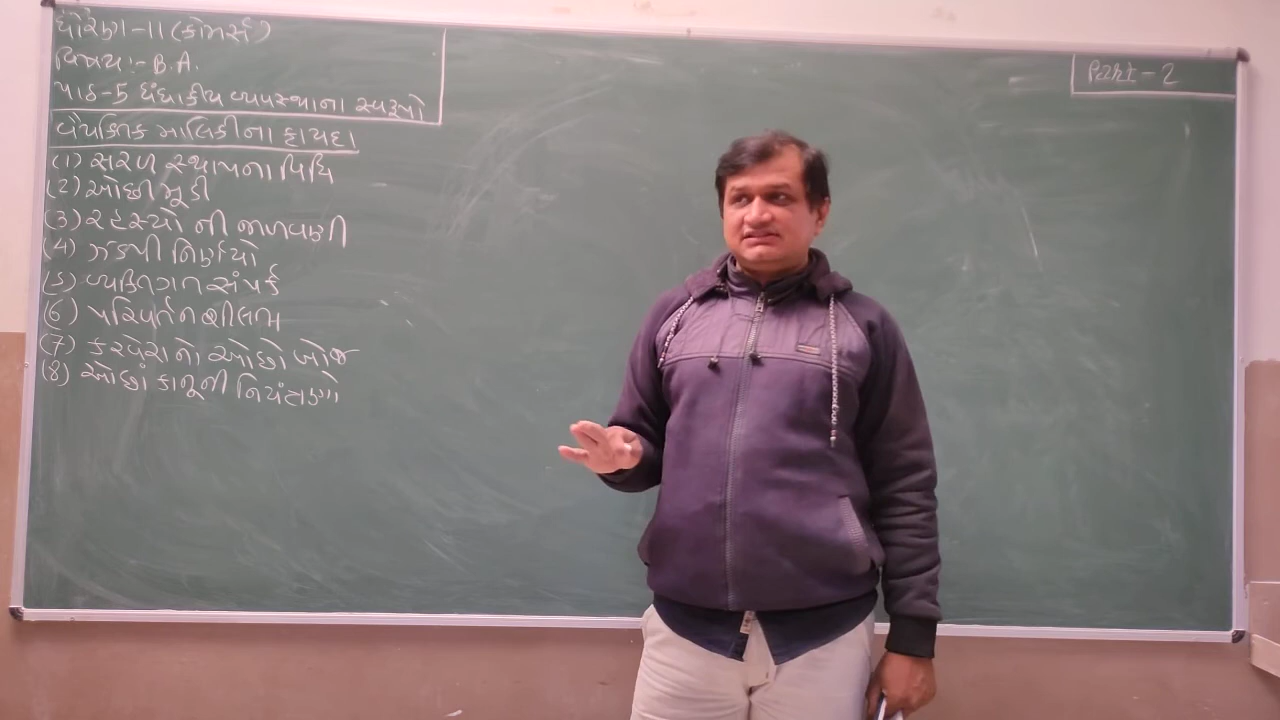 ધોરણ-11 (કોમર્સ)
વિષય:- B.A.
પાઠ-5 ધંધાકીય વ્યવસ્થાના સ્વરૂપો
Part-2
વૈયક્તિક માલિકીના ફાયદા
(1) સરળ સ્થાપના વિધિ
(2) ઓછી મૂડી
(3) રહસ્યો ની જાળવણી
(4) ઝડપી નિર્ણયો
(5) વ્યક્તિગત સંપર્ક
(6) પરિવર્તનશીલતા
(7) કરવેરાનો ઓછો બોજ
(8) ઓછાં કાનૂની નિયંત્રણો